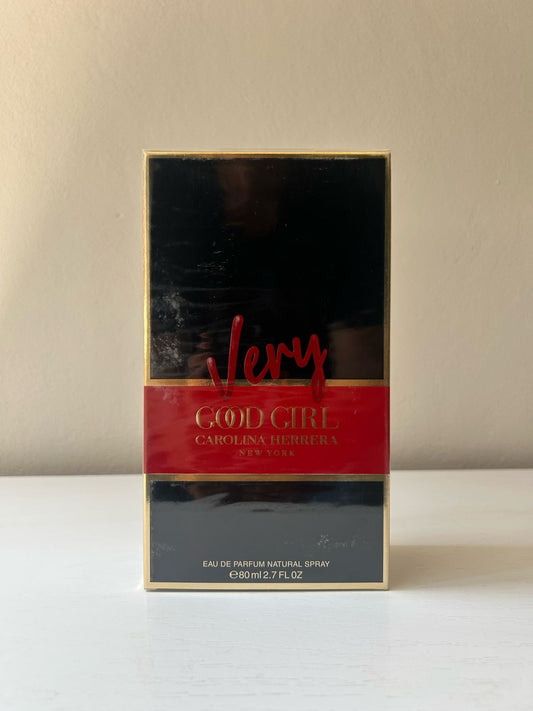 Very
GOOD GIRL
CAROLINA HERRERA
NEW YORK
EAU DE PARFUM NATURAL SPRAY
℮80 ml 2.7 FL OZ